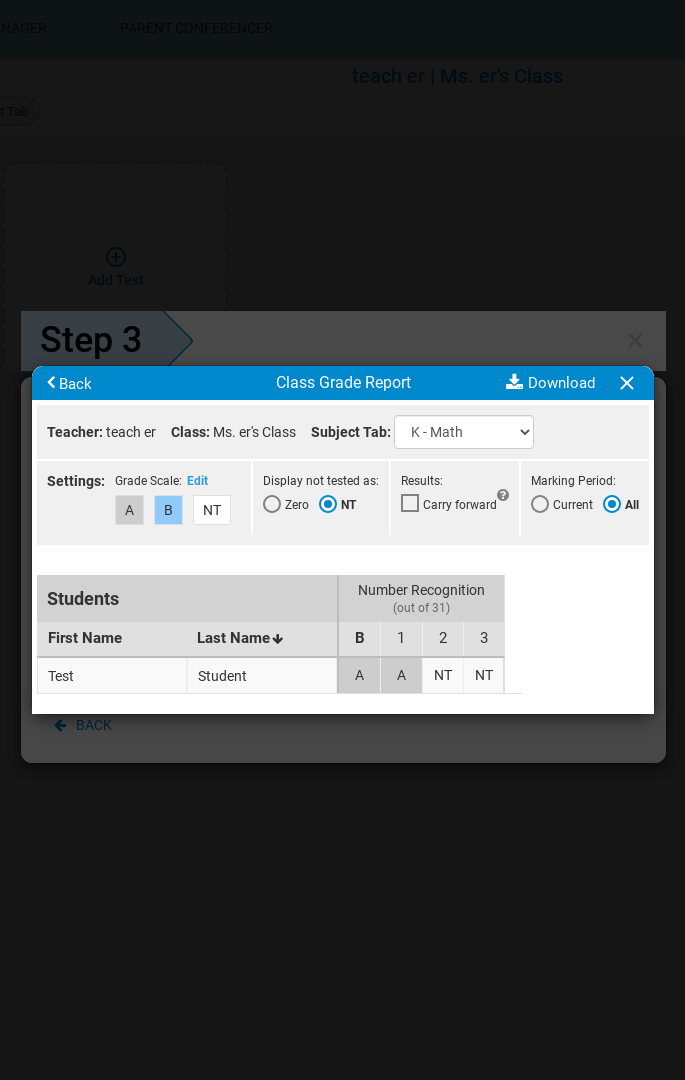 NAGER PARENT CONFERENCER
teach er | Ms. er's Class
t Tab
Add Test
Step 3 ×
Back Class Grade Report Download
Teacher: teach er Class: Ms. er's Class Subject Tab: K - Math
Settings: Grade Scale: Edit Display not tested as: Results: Marking Period:
A B NT Zero NT Carry forward ? Current All
Students Number Recognition
(out of 31)
First Name Last Name B 1 2 3
Test Student A A NT NT
BACK